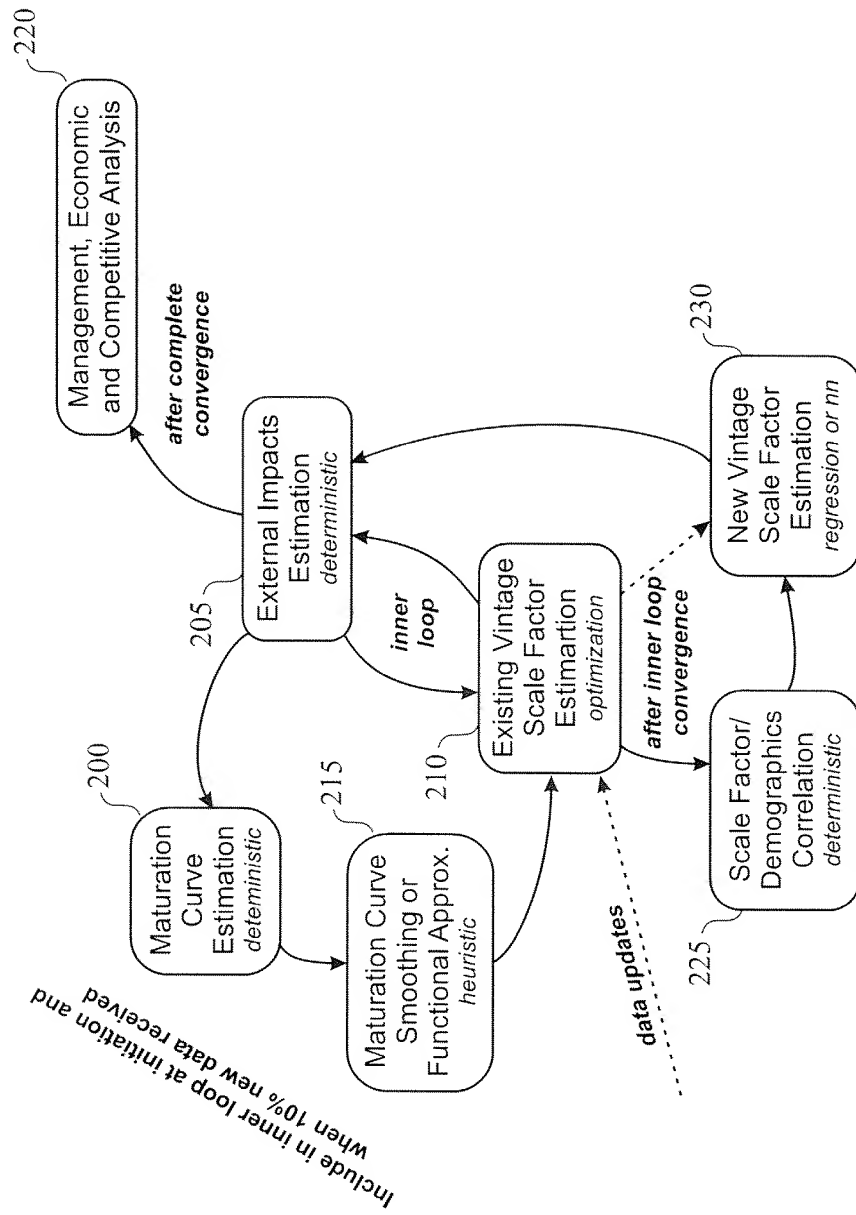 220
Management, Economic
and Competitive Analysis
after complete
convergence
205
External Impacts
Estimation
deterministic
200
Maturation
Curve
Estimation
deterministic
Include in inner loop at initiation and
when 10% new data received
215
Maturation Curve
Smoothing or
Functional Approx.
heuristic
inner
loop
210
Existing Vintage
Scale Factor
Estimartion
optimization
data updates
after inner loop
convergence
225
Scale Factor/
Demographics
Correlation
deterministic
230
New Vintage
Scale Factor
Estimation
regression or nn